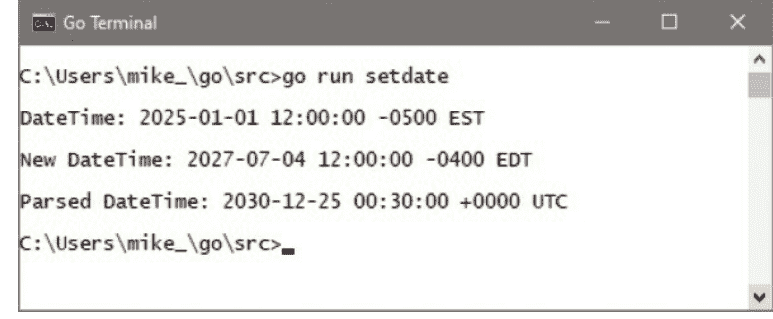 Go Terminal
C:\Users\mike_\go\src>go run setdate
DateTime: 2025-01-01 12:00:00 -0500 EST
New DateTime: 2027-07-04 12:00:00 -0400 EDT
Parsed DateTime: 2030-12-25 00:30:00 +0000 UTC
C:\Users\mike_\go\src>